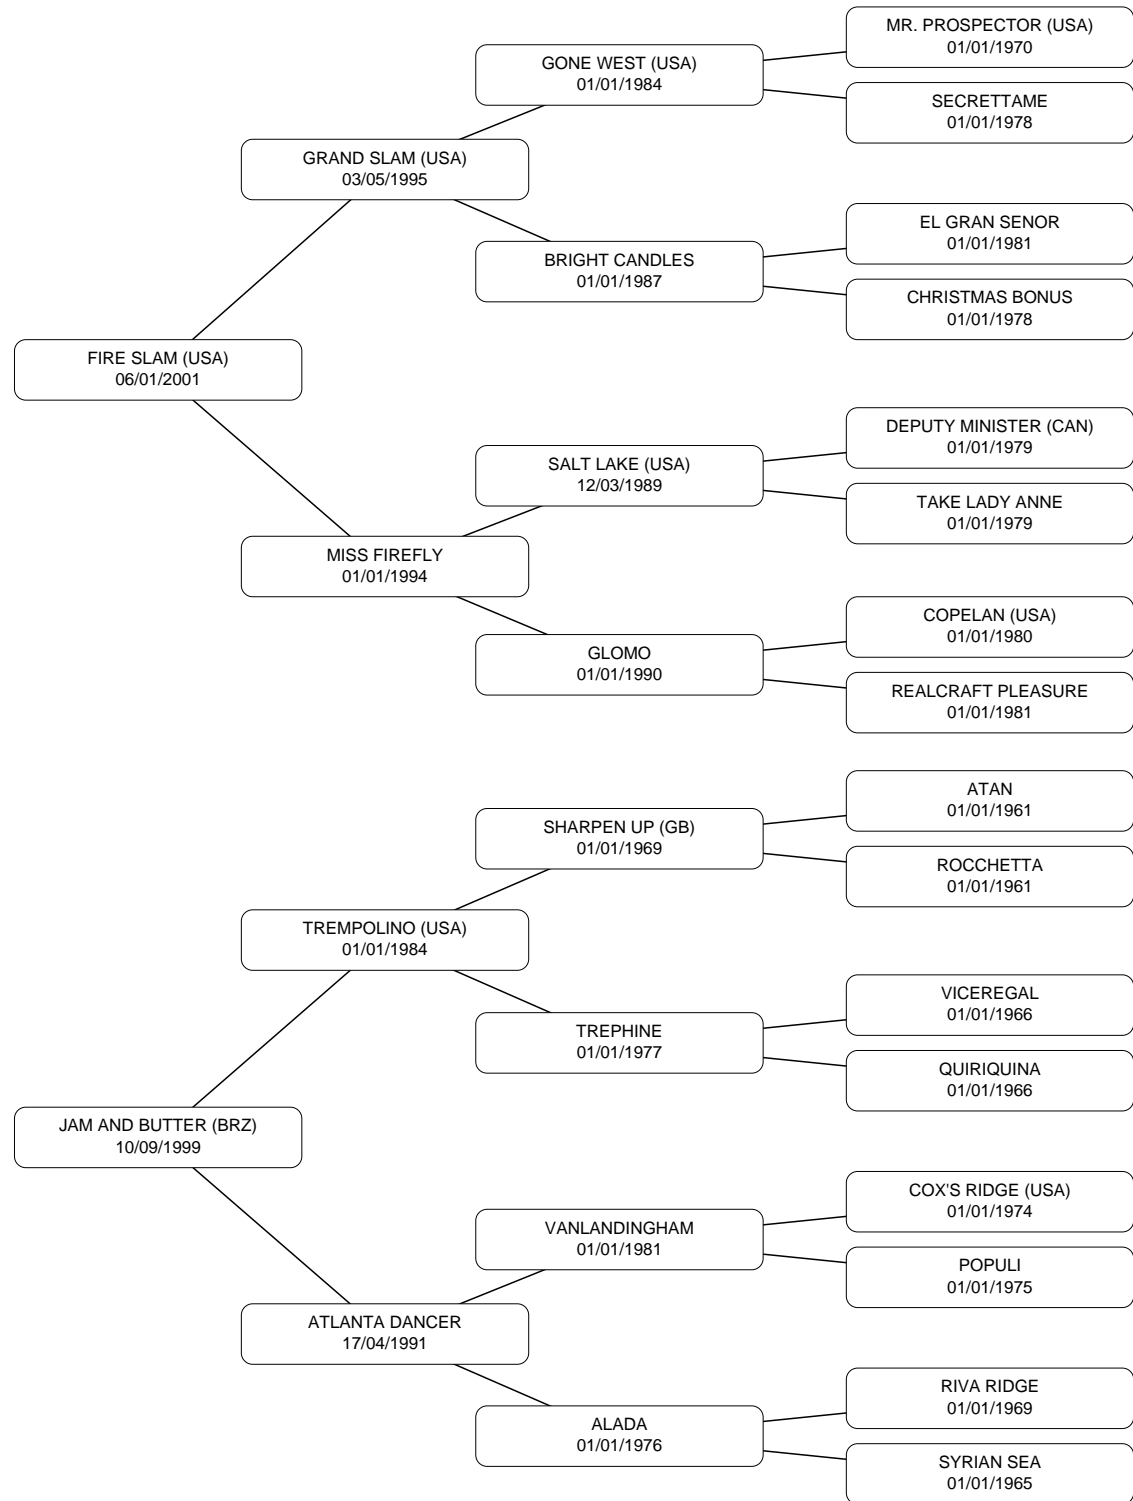 MR. PROSPECTOR (USA)
01/01/1970
GONE WEST (USA)
01/01/1984
SECRETTAME
01/01/1978
GRAND SLAM (USA)
03/05/1995
EL GRAN SENOR
01/01/1981
BRIGHT CANDLES
01/01/1987
CHRISTMAS BONUS
01/01/1978
FIRE SLAM (USA)
06/01/2001
DEPUTY MINISTER (CAN)
01/01/1979
SALT LAKE (USA)
12/03/1989
TAKE LADY ANNE
01/01/1979
MISS FIREFLY
01/01/1994
COPELAN (USA)
01/01/1980
GLOMO
01/01/1990
REALCRAFT PLEASURE
01/01/1981
ATAN
01/01/1961
SHARPEN UP (GB)
01/01/1969
ROCCHETTA
01/01/1961
TREMPOLINO (USA)
01/01/1984
VICEREGAL
01/01/1966
TREPHINE
01/01/1977
QUIRIQUINA
01/01/1966
JAM AND BUTTER (BRZ)
10/09/1999
COX'S RIDGE (USA)
01/01/1974
VANLANDINGHAM
01/01/1981
POPULI
01/01/1975
ATLANTA DANCER
17/04/1991
RIVA RIDGE
01/01/1969
ALADA
01/01/1976
SYRIAN SEA
01/01/1965